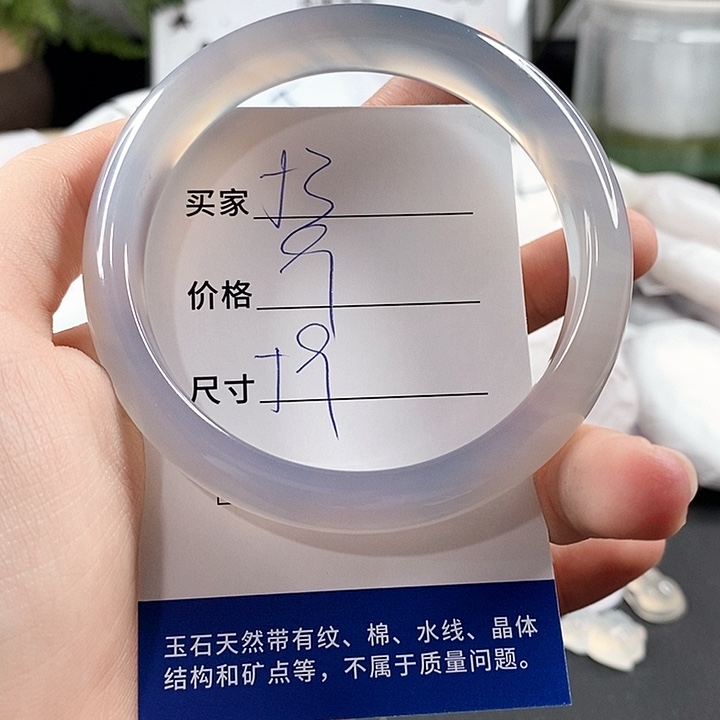 买家
价格
尺寸
玉石天然带有纹、棉、水线、晶体
结构和矿点等，不属于质量问题。